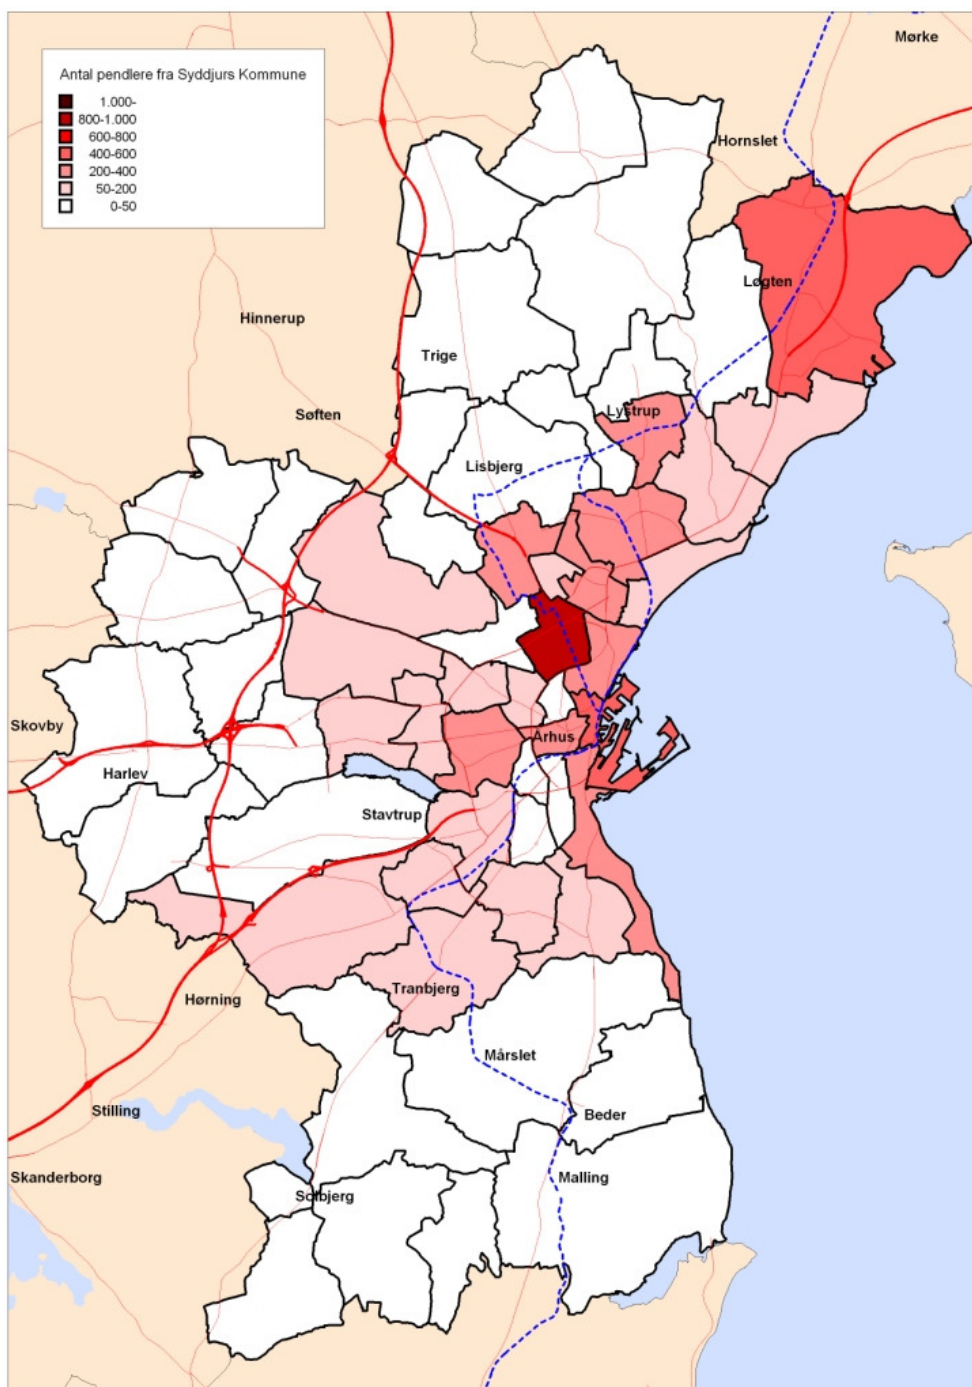 Mørke
Antal pendlere fra Syddjurs Kommune
1.000-
800-1.000
600-800
400-600
200-400
50-200
0-50
Hornslet
Løgten
Hinnerup
Trige
Søften
Lystrup
Lisbjerg
Skovby
Århus
Harlev
Stavtrup
Tranbjerg
Hørning
Mårslet
Stilling
Beder
Skanderborg
Malling
Solbjerg